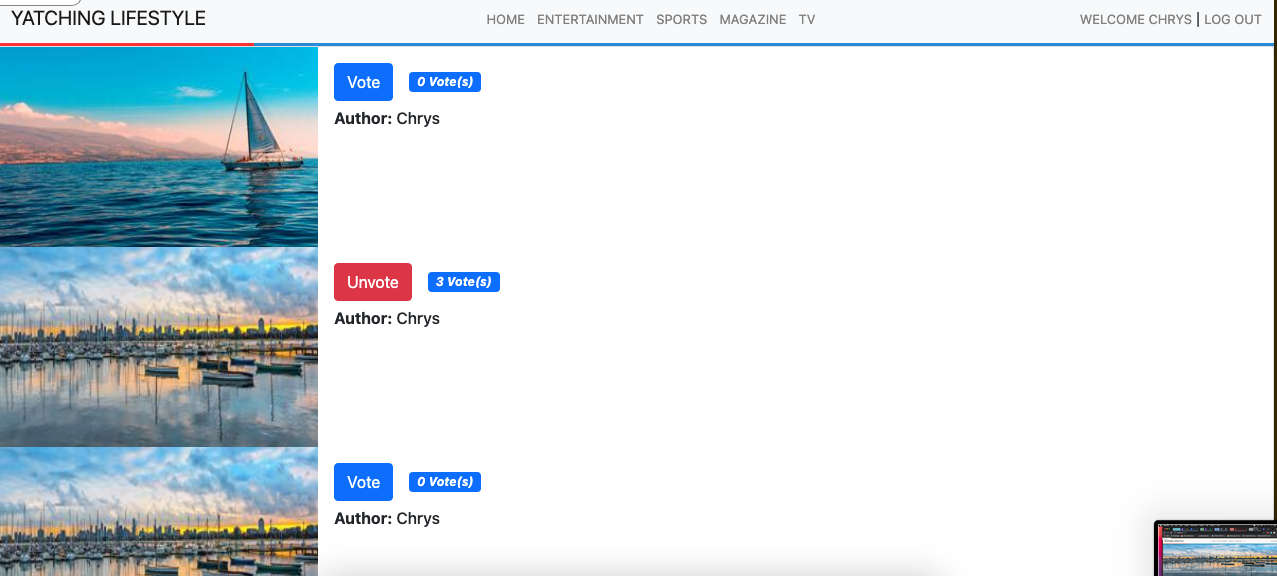 YATCHING LIFESTYLE
HOME ENTERTAINMENT SPORTS MAGAZINE TV
WELCOME CHRYS | LOG OUT
Vote 0 Vote(s)
Author: Chrys
Unvote 3 Vote(s)
Author: Chrys
Vote 0 Vote(s)
Author: Chrys